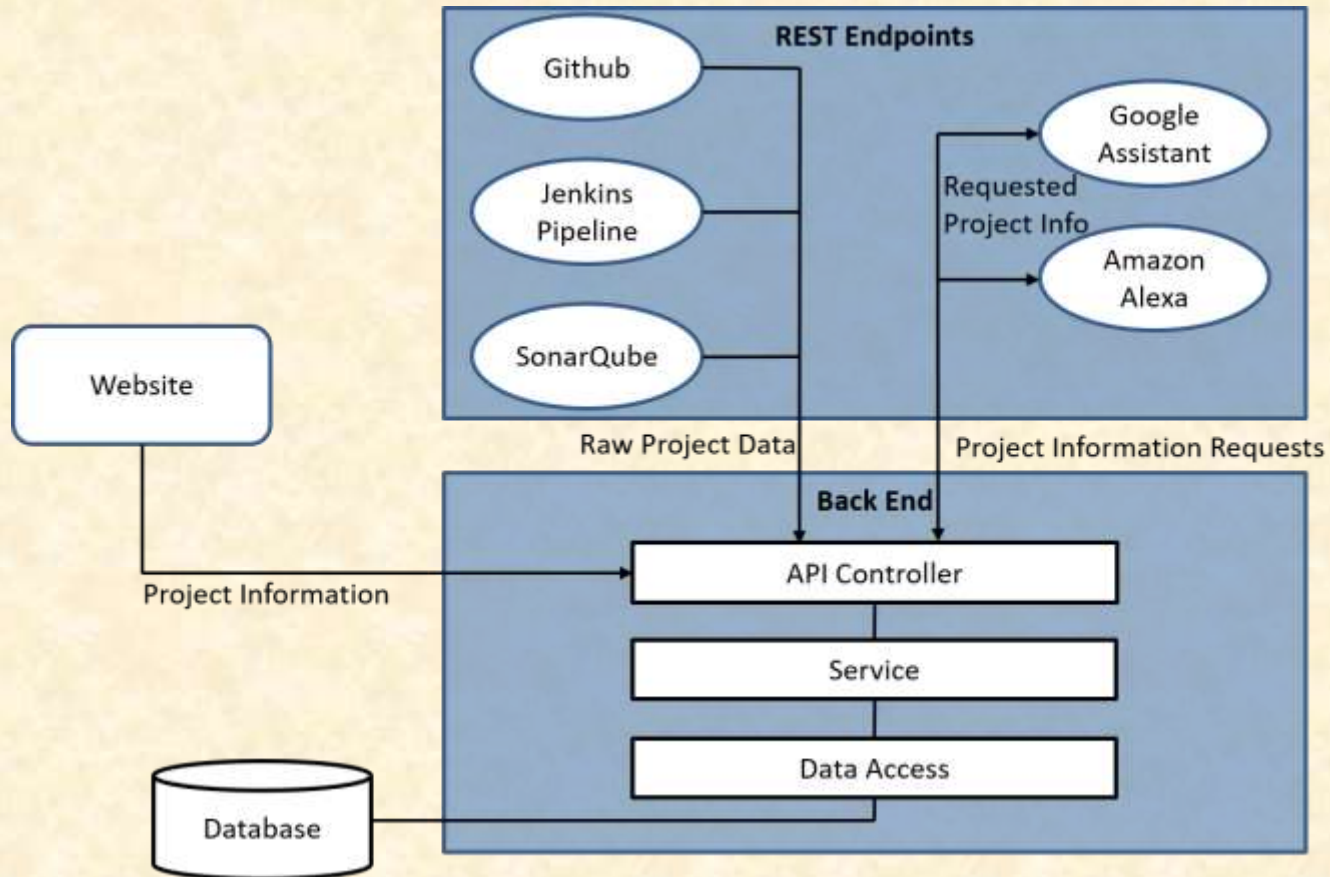 REST Endpoints
Github
Google
Assistant
Jenkins
Pipeline
Requested
Project Info
Amazon
Alexa
SonarQube
Website
Raw Project Data
Project Information Requests
Back End
API Controller
Project Information
Service
Data Access
Database